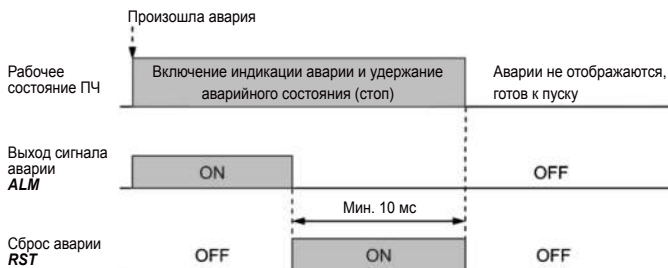 Произошла авария
Рабочее
состояние ПЧ
Включение индикации аварии и удержание
аварийного состояния (стоп)
Аварии не отображаются,
готов к пуску
Выход сигнала
аварии
ALM
ON
OFF
Мин. 10 мс
Сброс аварии
RST
OFF
ON
OFF